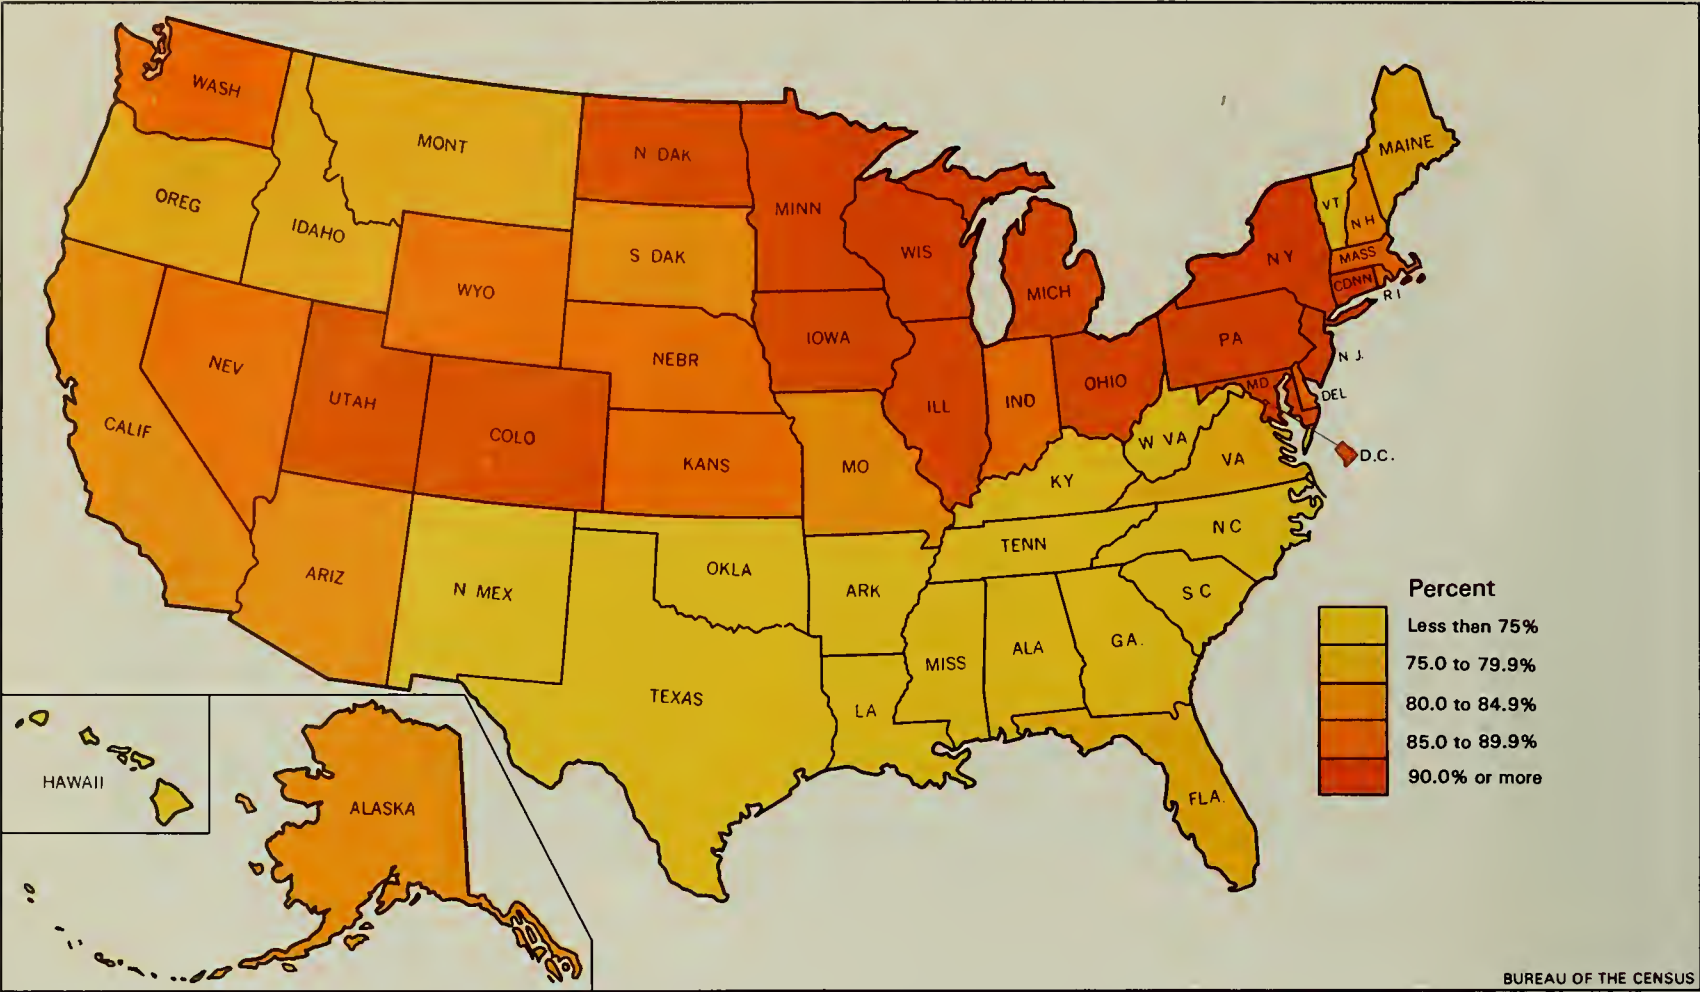 WASH
MONT
N DAK
MINN
MAINE
OREG
IDAHO
S DAK
WIS
VT
N H
N Y
MASS
CDNN
R I
WYO
MICH
IOWA
PA
N J.
NEV
NEBR
UTAH
ILL
IND
OHIO
MD
DEL
CALIF
COLO
KANS
MO
W VA
VA
D.C.
KY
ARIZ
N MEX
OKLA
ARK
TENN
N C
S C
MISS
ALA
GA.
TEXAS
LA
FLA.
HAWAII
ALASKA
Percent
Less than 75%
75.0 to 79.9%
80.0 to 84.9%
85.0 to 89.9%
90.0% or more
BUREAU OF THE CENSUS